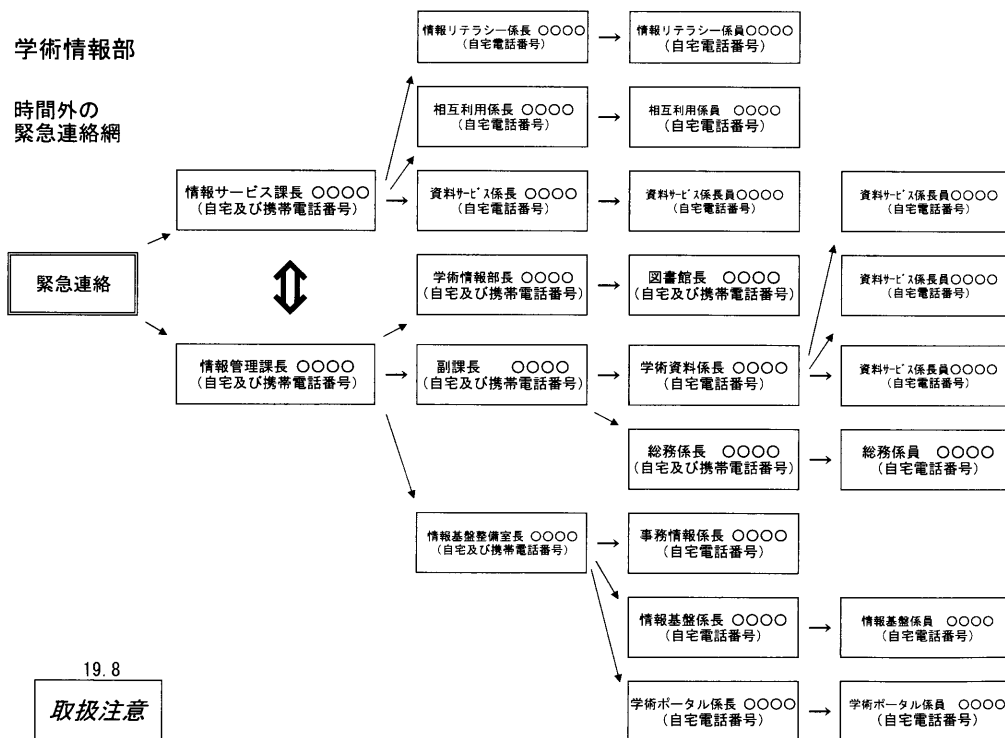 学術情報部
時間外の
緊急連絡網
緊急連絡
情報サービス課長 ○○○○
(自宅及び携帯電話番号)
情報管理課長 ○○○○
(自宅及び携帯電話番号)
情報リテラシー係長 ○○○○
(自宅電話番号)
情報リテラシー係員○○○○
(自宅電話番号)
相互利用係長 ○○○○
(自宅電話番号)
相互利用係員 ○○○○
(自宅電話番号)
資料サービス係長 ○○○○
(自宅電話番号)
資料サービス係長員○○○○
(自宅電話番号)
資料サービス係長員○○○○
(自宅電話番号)
学術情報部長 ○○○○
(自宅及び携帯電話番号)
図書館長 ○○○○
(自宅及び携帯電話番号)
資料サービス係長員○○○○
(自宅電話番号)
副課長 ○○○○
(自宅及び携帯電話番号)
学術資料係長 ○○○○
(自宅電話番号)
資料サービス係長員○○○○
(自宅電話番号)
総務係長 ○○○○
(自宅及び携帯電話番号)
総務係員 ○○○○
(自宅電話番号)
情報基盤整備室長 ○○○○
(自宅及び携帯電話番号)
事務情報係長 ○○○○
(自宅電話番号)
情報基盤係長 ○○○○
(自宅電話番号)
情報基盤係員 ○○○○
(自宅電話番号)
学術ポータル係長 ○○○○
(自宅電話番号)
学術ポータル係員 ○○○○
(自宅電話番号)
19.8
取扱注意